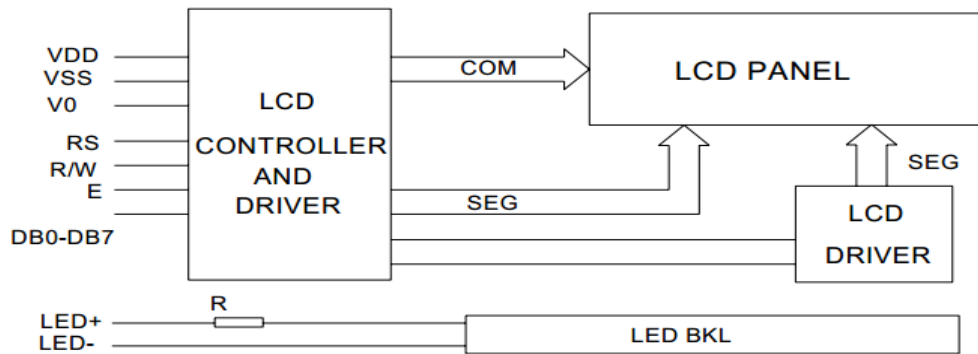 VDD
VSS
V0
RS
R/W
E
DB0-DB7
LCD
CONTROLLER
AND
DRIVER
COM
SEG
LCD PANEL
SEG
LCD
DRIVER
LED+
LED-
R
LED BKL